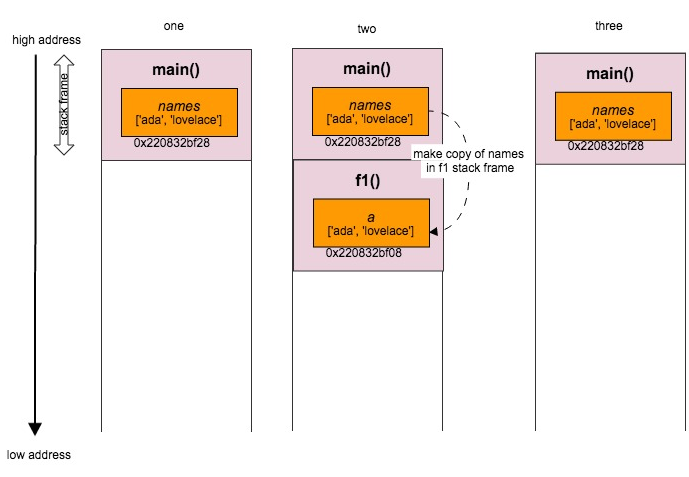 one
two
three
high address
stack frame
main()
names
['ada', 'lovelace']
0x220832bf28
main()
names
['ada', 'lovelace']
0x220832bf28
make copy of names
in f1 stack frame
f1()
a
['ada', 'lovelace']
0x220832bf08
main()
names
['ada', 'lovelace']
0x220832bf28
low address